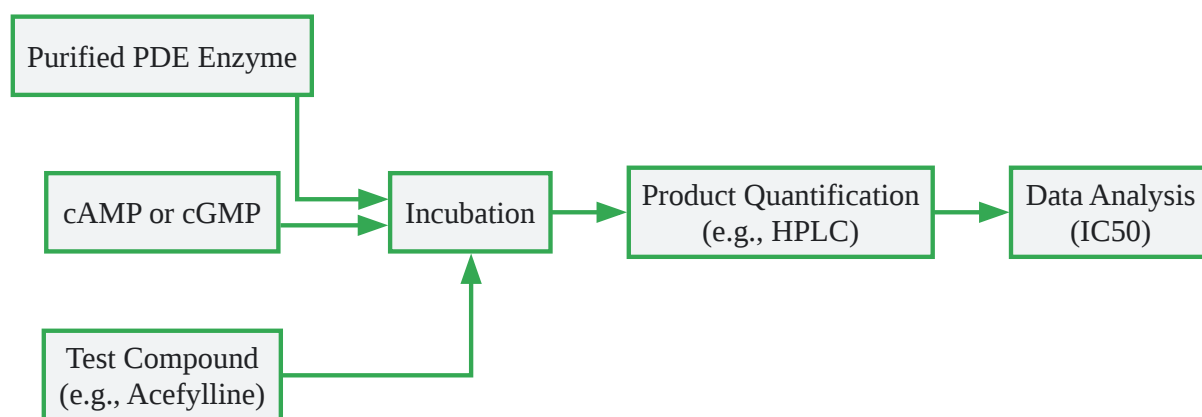 Purified PDE Enzyme
cAMP or cGMP
Incubation
Product Quantification
(e.g., HPLC)
Data Analysis
(IC50)
Test Compound
(e.g., Acefylline)